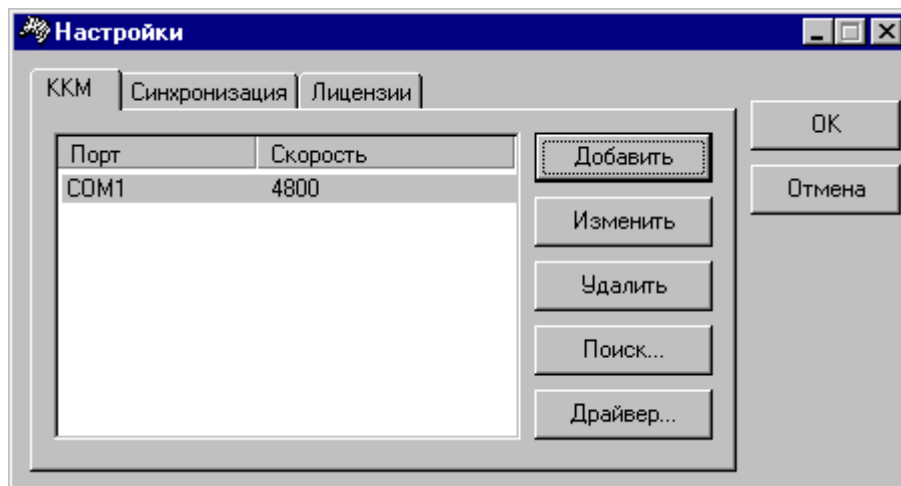 Настройки
ККМ Синхронизация Лицензии
Порт Скорость
COM1 4800
Добавить
Изменить
Удалить
Поиск...
Драйвер...
OK
Отмена